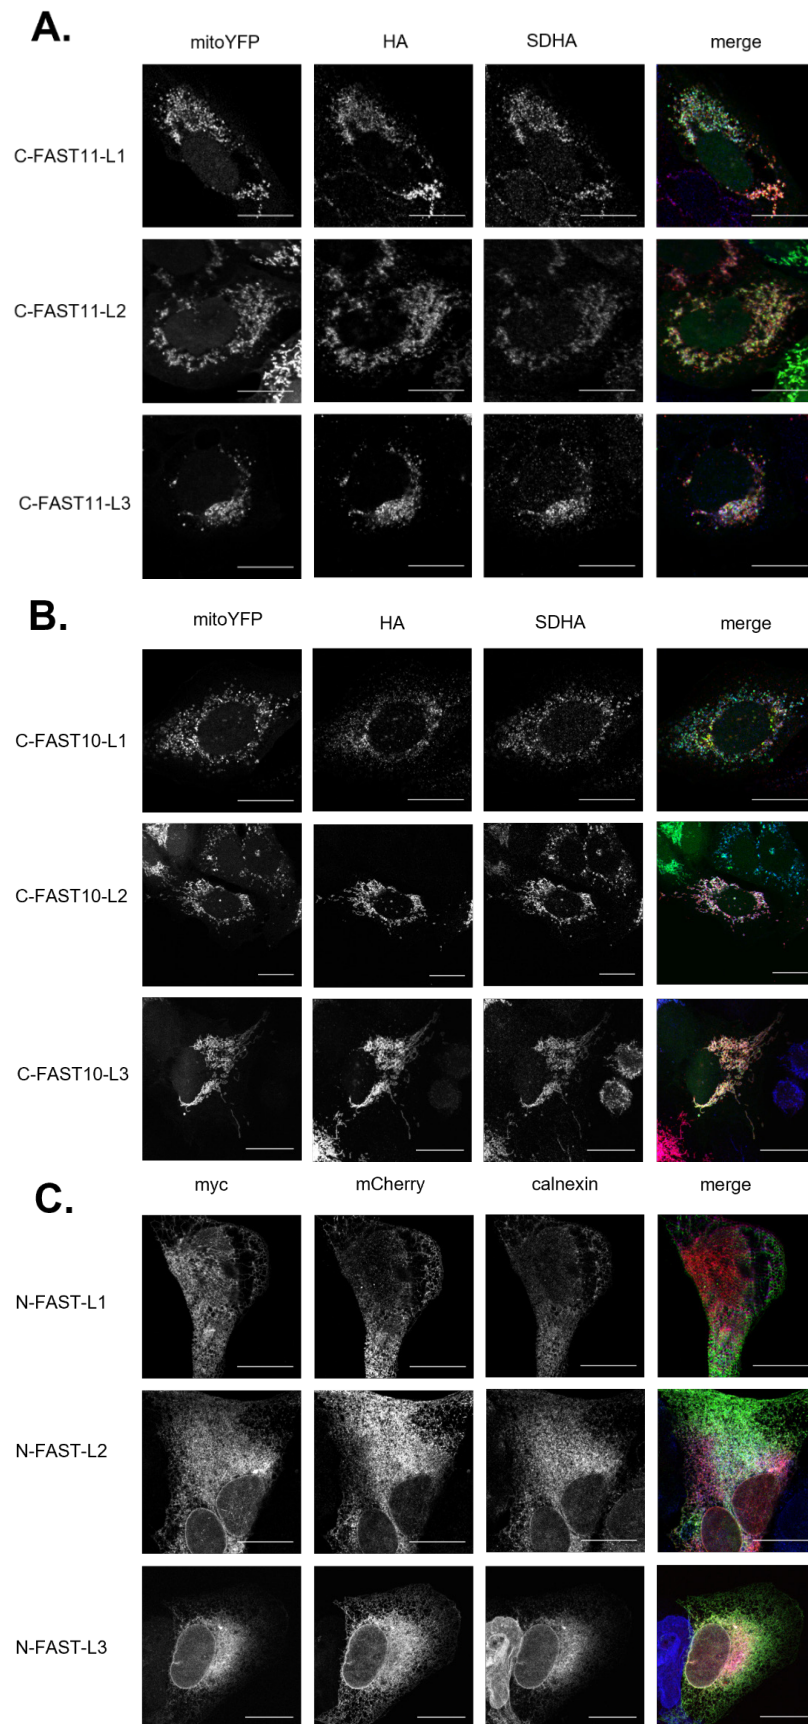 A.
mitoYFP HA SDHA merge
C-FAST11-L1
C-FAST11-L2
C-FAST11-L3
B.
mitoYFP HA SDHA merge
C-FAST10-L1
C-FAST10-L2
C-FAST10-L3
C.
myc mCherry calnexin merge
N-FAST-L1
N-FAST-L2
N-FAST-L3